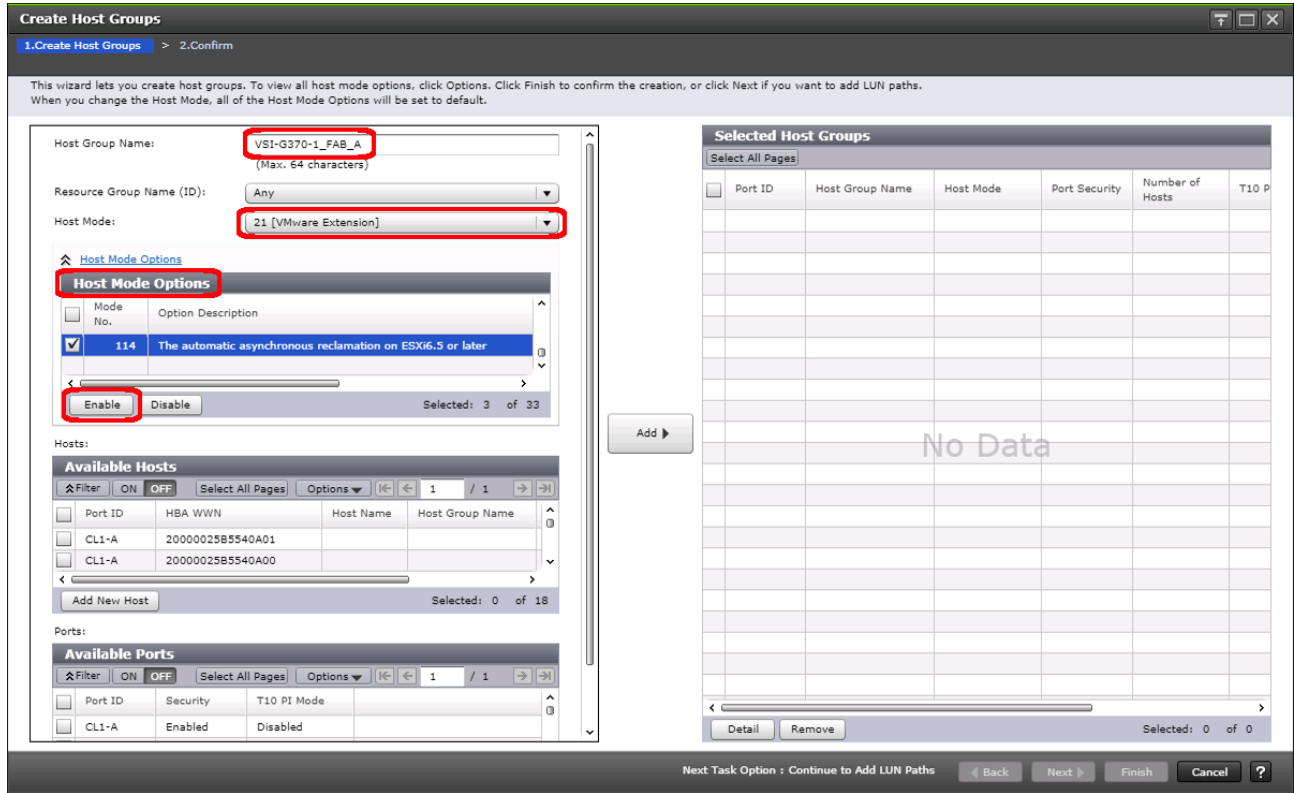 Create Host Groups
1.Create Host Groups > 2.Confirm
This wizard lets you create host groups. To view all host mode options, click Options. Click Finish to confirm the creation, or click Next if you want to add LUN paths.
When you change the Host Mode, all of the Host Mode Options will be set to default.
Host Group Name: VSI-G370-1_FAB_A
(Max. 64 characters)
Resource Group Name (ID): Any
Host Mode: 21 [VMware Extension]
Host Mode Options
Host Mode Options
Mode No. Option Description
114 The automatic asynchronous reclamation on ESXi6.5 or later
Enable Disable Selected: 3 of 33
Hosts:
Available Hosts
Filter ON OFF Select All Pages Options 1 / 1
Port ID HBA WWN Host Name Host Group Name
CL1-A 20000025B5540A01
CL1-A 20000025B5540A00
Add New Host Selected: 0 of 18
Ports:
Available Ports
Filter ON OFF Select All Pages Options 1 / 1
Port ID Security T10 PI Mode
CL1-A Enabled Disabled
Add
Selected Host Groups
Select All Pages
Port ID Host Group Name Host Mode Port Security Number of Hosts T10 P
No Data
Detail Remove Selected: 0 of 0
Next Task Option : Continue to Add LUN Paths Back Next Finish Cancel ?